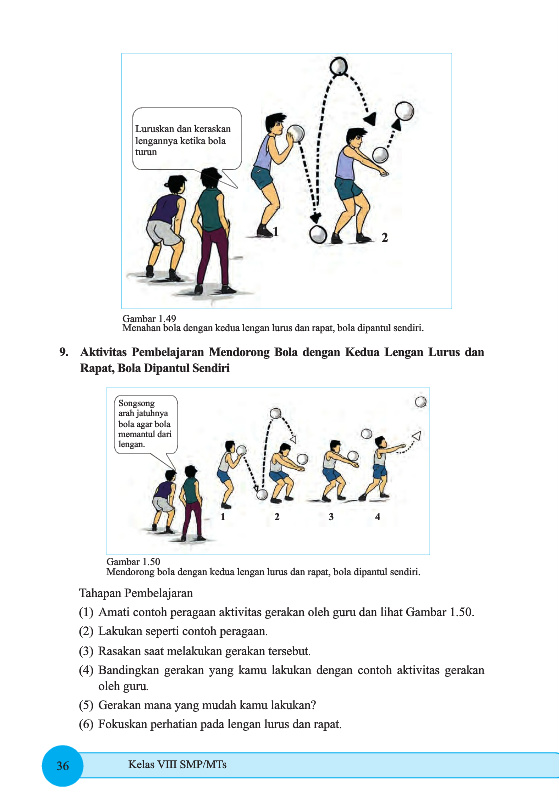 Luruskan dan keraskan
lengannya ketika bola
turun
1
2
Gambar 1.49
Menahan bola dengan kedua lengan lurus dan rapat, bola dipantul sendiri.
9. Aktivitas Pembelajaran Mendorong Bola dengan Kedua Lengan Lurus dan
Rapat, Bola Dipantul Sendiri
Songsong
arah jatuhnya
bola agar bola
memantul dari
lengan.
1
2
3
4
Gambar 1.50
Mendorong bola dengan kedua lengan lurus dan rapat, bola dipantul sendiri.
Tahapan Pembelajaran
(1) Amati contoh peragaan aktivitas gerakan oleh guru dan lihat Gambar 1.50.
(2) Lakukan seperti contoh peragaan.
(3) Rasakan saat melakukan gerakan tersebut.
(4) Bandingkan gerakan yang kamu lakukan dengan contoh aktivitas gerakan
oleh guru.
(5) Gerakan mana yang mudah kamu lakukan?
(6) Fokuskan perhatian pada lengan lurus dan rapat.
36
Kelas VIII SMP/MTs